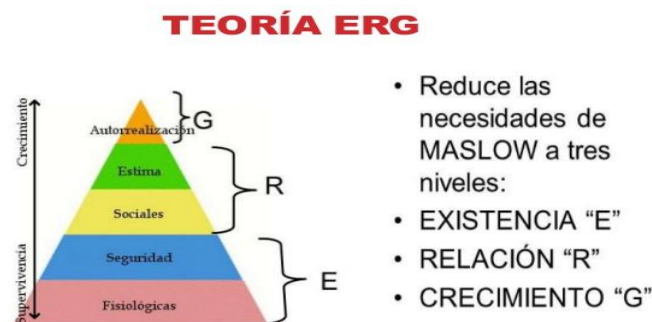 TEORÍA ERG
Crecimiento
Supervivencia
Autorrealización
G
Estima
R
Sociales
Seguridad
E
Fisiológicas
• Reduce las
necesidades de
MASLOW a tres
niveles:
• EXISTENCIA “E”
• RELACIÓN “R”
• CRECIMIENTO “G”